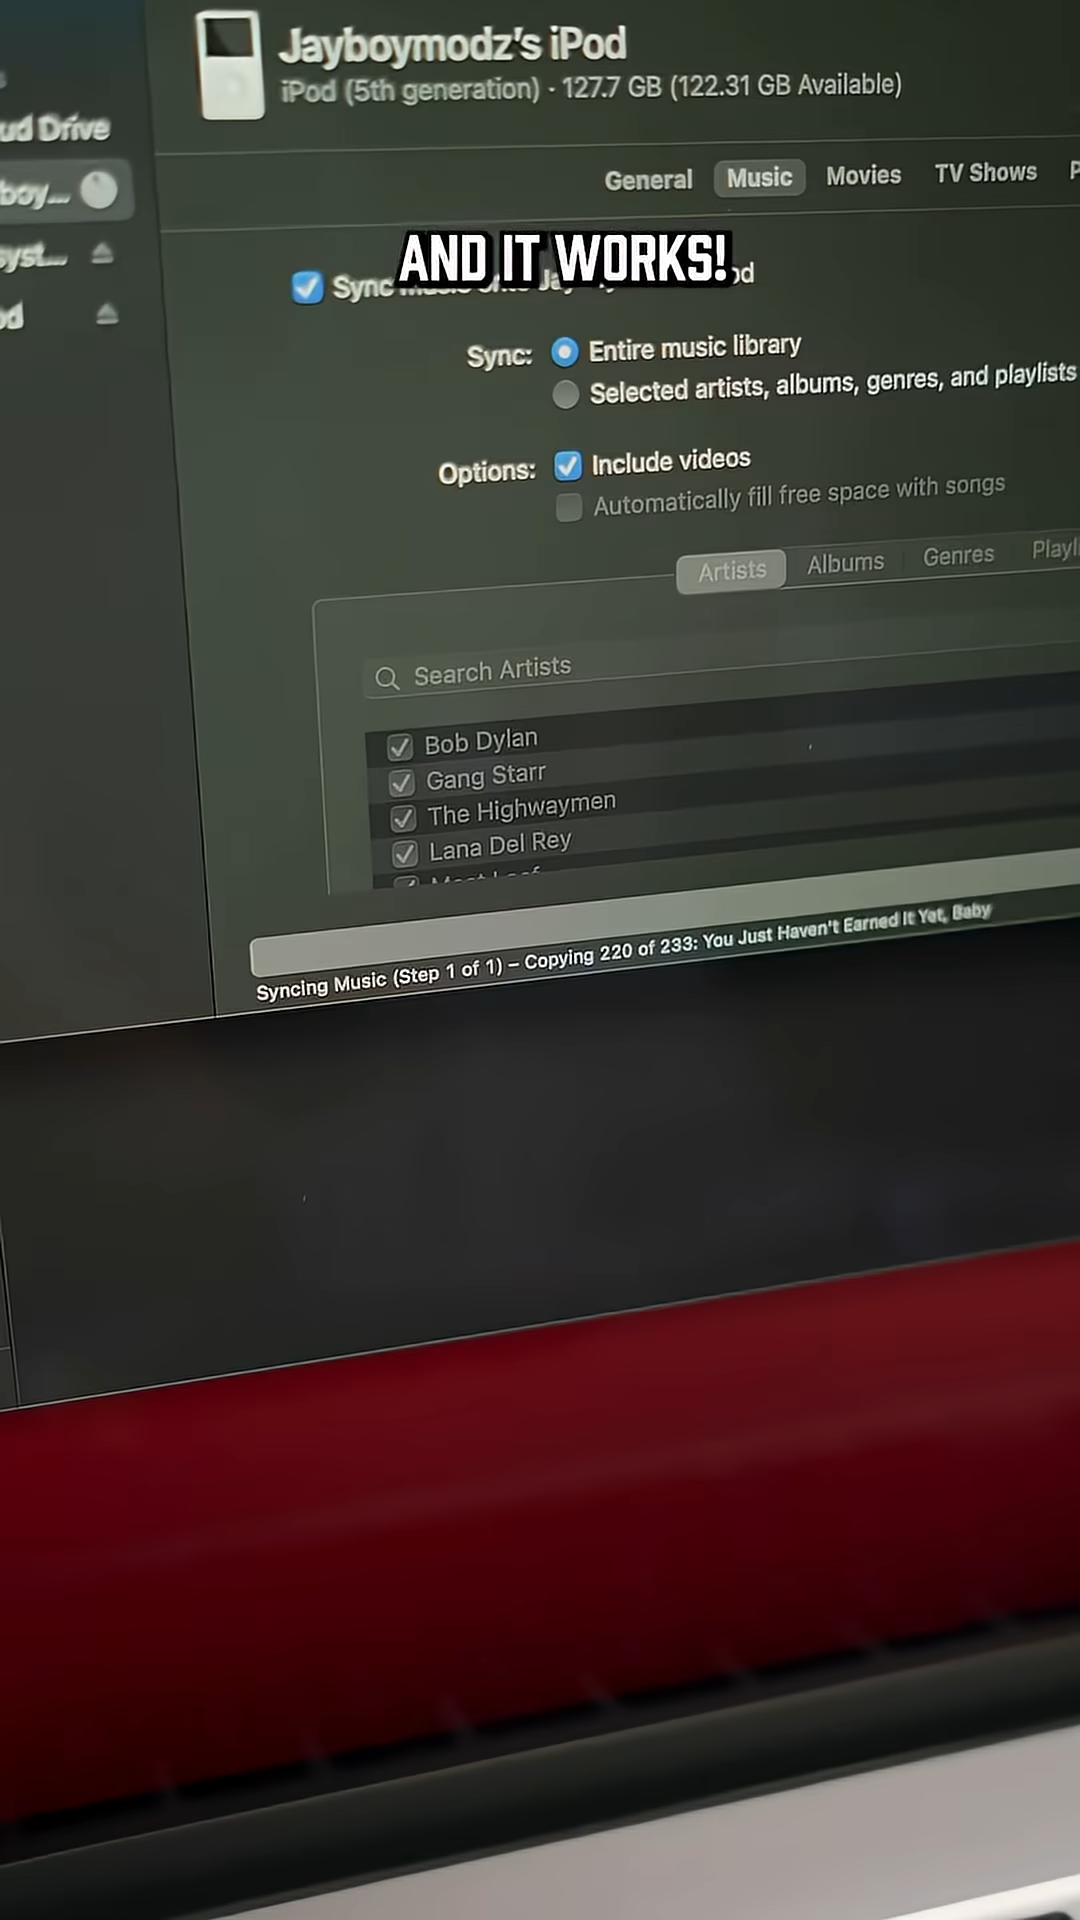 Jayboymodz's iPod
iPod (5th generation) · 127.7 GB (122.31 GB Available)
ud Drive
boy...
syst...
General Music Movies TV Shows P
AND IT WORKS!
Sync
Sync: Entire music library
Selected artists, albums, genres, and playlists
Options: Include videos
Automatically fill free space with songs
Artists Albums Genres Playli
Search Artists
Bob Dylan
Gang Starr
The Highwaymen
Lana Del Rey
Syncing Music (Step 1 of 1) – Copying 220 of 233: You Just Haven't Earned It Yet, Baby